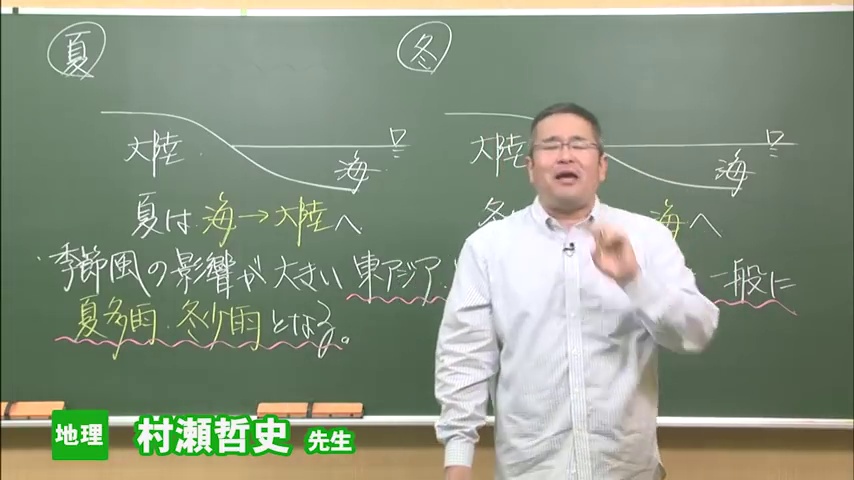 夏
冬
大陸
海
大陸
海
夏は 海→大陸へ
冬 海へ
季節風の影響が大きい 東アジア 一般に
夏多雨・冬少雨となる。
地理 村瀬哲史 先生